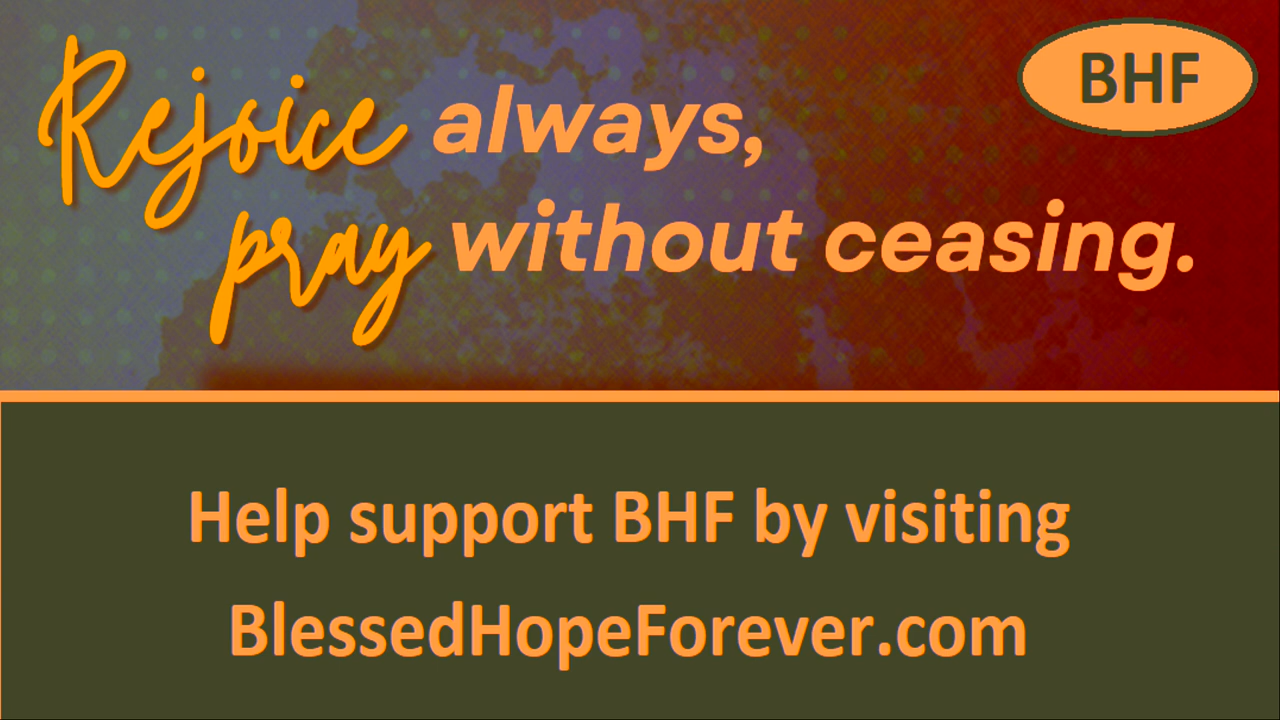 BHF
Rejoice always,
pray without ceasing.
Help support BHF by visiting
BlessedHopeForever.com